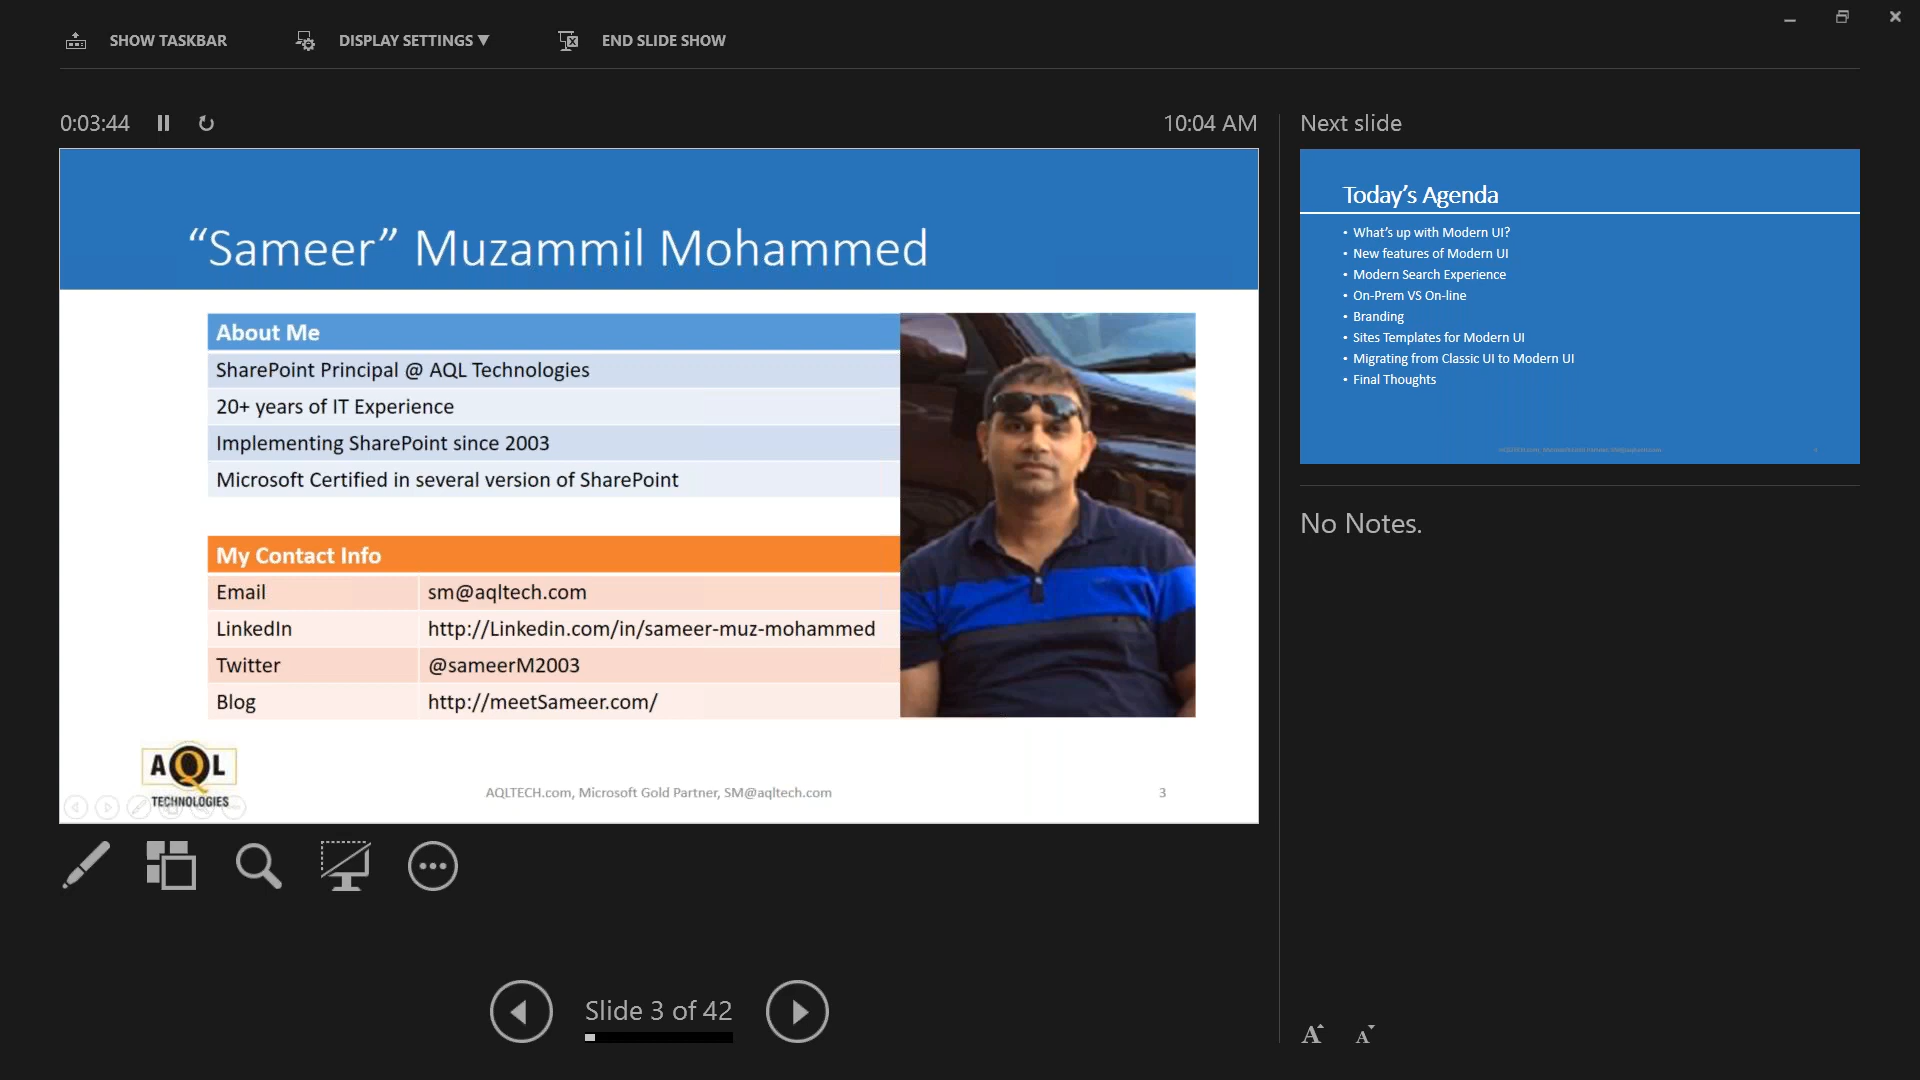 SHOW TASKBAR
DISPLAY SETTINGS ▼
END SLIDE SHOW
0:03:44
10:04 AM
“Sameer” Muzammil Mohammed
About Me
SharePoint Principal @ AQL Technologies
20+ years of IT Experience
Implementing SharePoint since 2003
Microsoft Certified in several version of SharePoint
My Contact Info
Email sm@aqltech.com
LinkedIn http://Linkedin.com/in/sameer-muz-mohammed
Twitter @sameerM2003
Blog http://meetSameer.com/
AQL
TECHNOLOGIES
AQLTECH.com, Microsoft Gold Partner, SM@aqltech.com
3
Slide 3 of 42
Next slide
Today’s Agenda
• What’s up with Modern UI?
• New features of Modern UI
• Modern Search Experience
• On-Prem VS On-line
• Branding
• Sites Templates for Modern UI
• Migrating from Classic UI to Modern UI
• Final Thoughts
No Notes.
A A